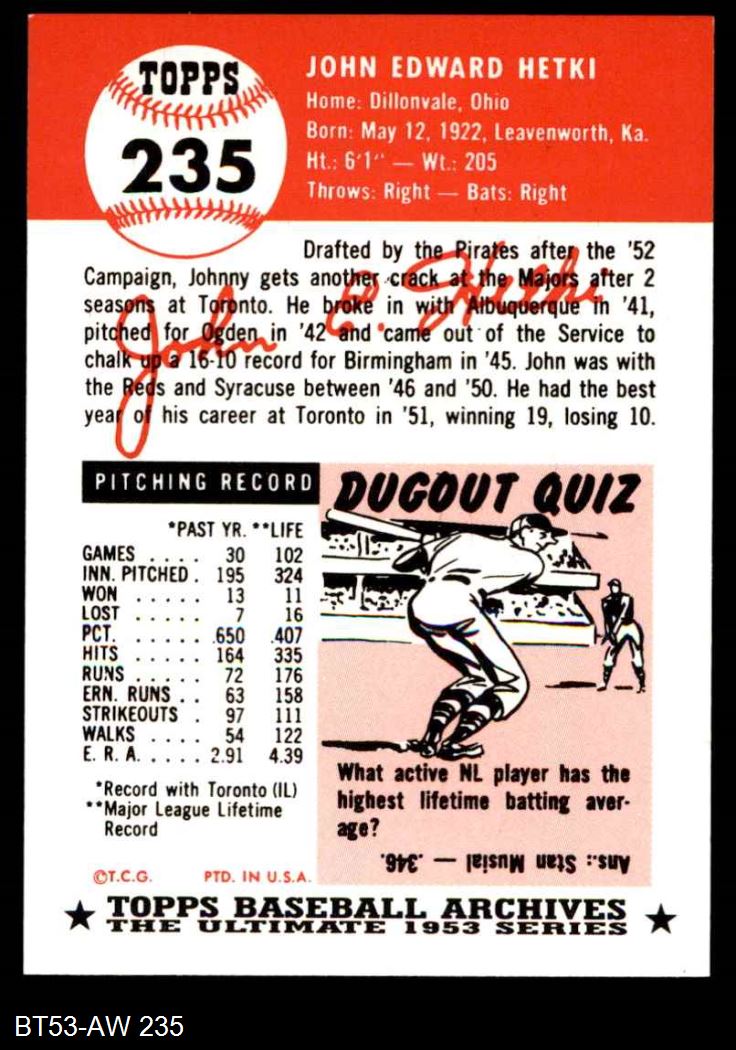 TOPPS
235
JOHN EDWARD HETKI
Home: Dillonvale, Ohio
Born: May 12, 1922, Leavenworth, Ka.
Ht.: 6'1" — Wt.: 205
Throws: Right — Bats: Right
Drafted by the Pirates after the '52
Campaign, Johnny gets another crack at the Majors after 2
seasons at Toronto. He broke in with Albuquerque in '41,
pitched for Ogden in '42 and came out of the Service to
chalk up a 16-10 record for Birmingham in '45. John was with
the Reds and Syracuse between '46 and '50. He had the best
year of his career at Toronto in '51, winning 19, losing 10.
John E. Hetki
PITCHING RECORD
*PAST YR. **LIFE
GAMES .... 30 102
INN. PITCHED . 195 324
WON ..... 13 11
LOST ..... 7 16
PCT. ..... .650 .407
HITS ..... 164 335
RUNS ..... 72 176
ERN. RUNS .. 63 158
STRIKEOUTS . 97 111
WALKS .... 54 122
E. R. A. .... 2.91 4.39
*Record with Toronto (IL)
**Major League Lifetime
Record
©T.C.G. PTD. IN U.S.A.
DUGOUT QUIZ
What active NL player has the
highest lifetime batting aver-
age?
Ans.: Stan Musial — .346.
★ TOPPS BASEBALL ARCHIVES ★
THE ULTIMATE 1953 SERIES
BT53-AW 235